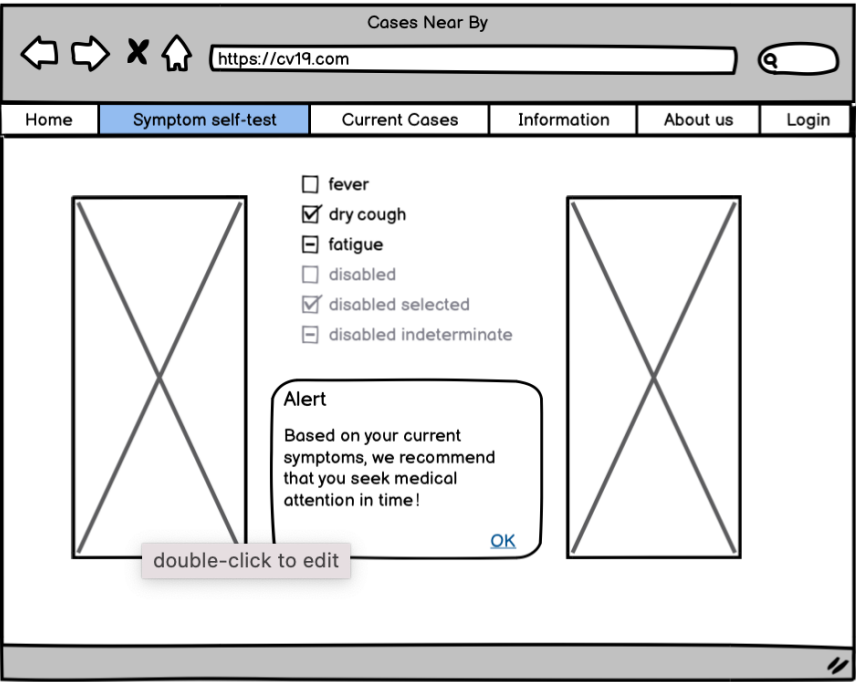 Cases Near By
https://cv19.com
Home Symptom self-test Current Cases Information About us Login
fever
dry cough
fatigue
disabled
disabled selected
disabled indeterminate
Alert
Based on your current
symptoms, we recommend
that you seek medical
attention in time!
OK
double-click to edit